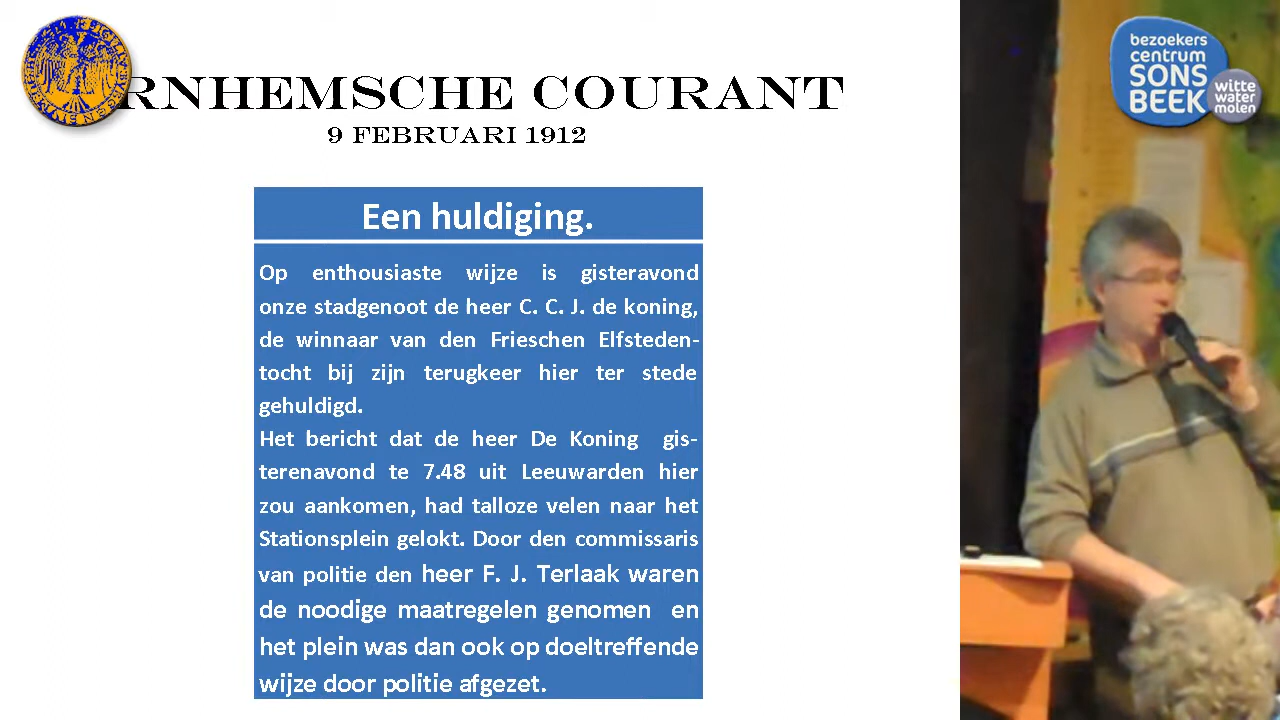 RNHEMSCHE COURANT
9 FEBRUARI 1912
Een huldiging.
Op enthousiaste wijze is gisteravond
onze stadgenoot de heer C. C. J. de koning,
de winnaar van den Frieschen Elfsteden-
tocht bij zijn terugkeer hier ter stede
gehuldigd.
Het bericht dat de heer De Koning gis-
terenavond te 7.48 uit Leeuwarden hier
zou aankomen, had talloze velen naar het
Stationsplein gelokt. Door den commissaris
van politie den heer F. J. Terlaak waren
de noodige maatregelen genomen en
het plein was dan ook op doeltreffende
wijze door politie afgezet.
bezoekers
centrum
SONS
BEEK
witte
water
molen